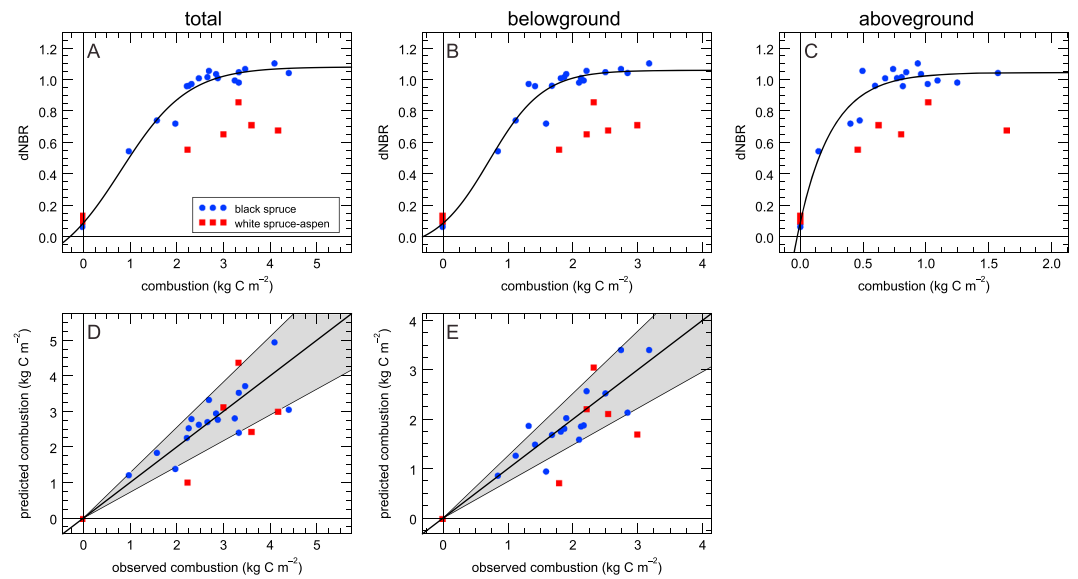 total
belowground
aboveground
A
B
C
dNBR
dNBR
dNBR
1.2
1.0
0.8
0.6
0.4
0.2
0.0
1.2
1.0
0.8
0.6
0.4
0.2
0.0
1.2
1.0
0.8
0.6
0.4
0.2
0.0
black spruce
white spruce-aspen
0 1 2 3 4 5
0 1 2 3 4
0.0 0.5 1.0 1.5 2.0
combustion (kg C m⁻²)
combustion (kg C m⁻²)
combustion (kg C m⁻²)
D
E
predicted combustion (kg C m⁻²)
predicted combustion (kg C m⁻²)
5
4
3
2
1
0
4
3
2
1
0
0 1 2 3 4 5
0 1 2 3 4
observed combustion (kg C m⁻²)
observed combustion (kg C m⁻²)